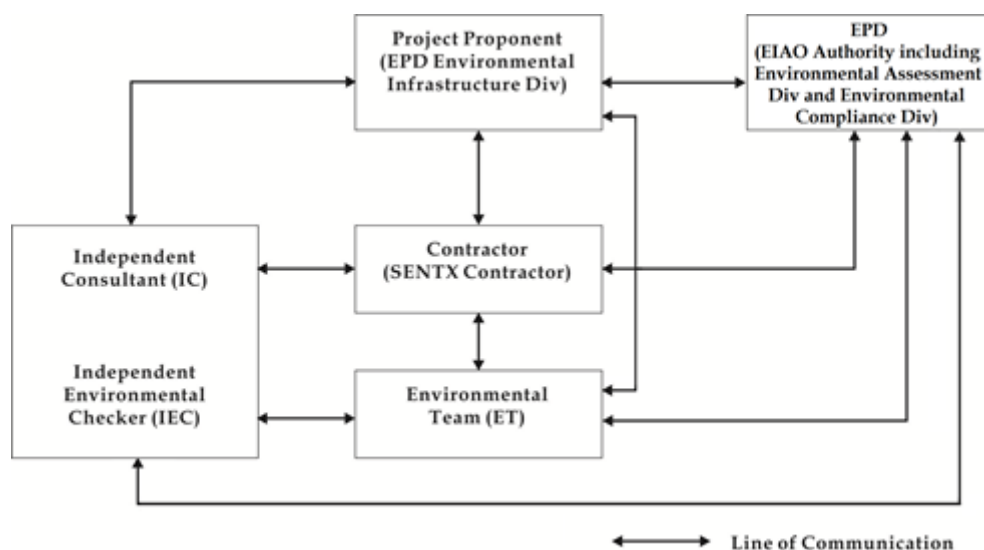 Project Proponent
(EPD Environmental
Infrastructure Div)
EPD
(EIAO Authority including
Environmental Assessment
Div and Environmental
Compliance Div)
Independent
Consultant (IC)
Contractor
(SENTX Contractor)
Independent
Environmental
Checker (IEC)
Environmental
Team (ET)
Line of Communication